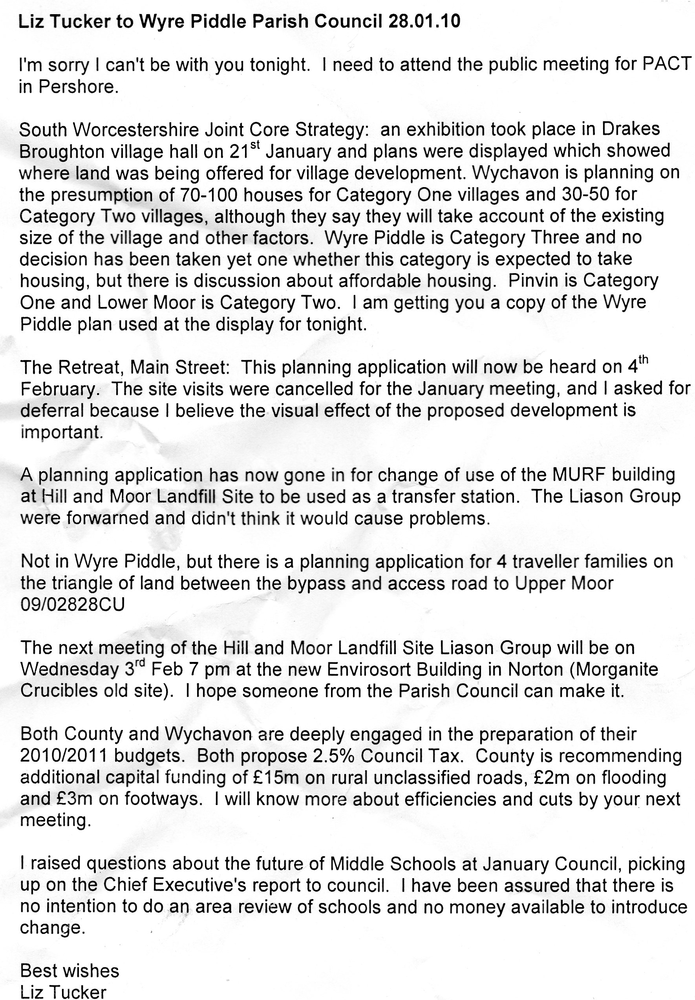 Liz Tucker to Wyre Piddle Parish Council 28.01.10
I'm sorry I can't be with you tonight.  I need to attend the public meeting for PACT
in Pershore.
South Worcestershire Joint Core Strategy:  an exhibition took place in Drakes
Broughton village hall on 21st January and plans were displayed which showed
where land was being offered for village development. Wychavon is planning on
the presumption of 70-100 houses for Category One villages and 30-50 for
Category Two villages, although they say they will take account of the existing
size of the village and other factors.  Wyre Piddle is Category Three and no
decision has been taken yet one whether this category is expected to take
housing, but there is discussion about affordable housing.  Pinvin is Category
One and Lower Moor is Category Two.  I am getting you a copy of the Wyre
Piddle plan used at the display for tonight.
The Retreat, Main Street:  This planning application will now be heard on 4th
February.  The site visits were cancelled for the January meeting, and I asked for
deferral because I believe the visual effect of the proposed development is
important.
A planning application has now gone in for change of use of the MURF building
at Hill and Moor Landfill Site to be used as a transfer station.  The Liason Group
were forwarned and didn't think it would cause problems.
Not in Wyre Piddle, but there is a planning application for 4 traveller families on
the triangle of land between the bypass and access road to Upper Moor
09/02828CU
The next meeting of the Hill and Moor Landfill Site Liason Group will be on
Wednesday 3rd Feb 7 pm at the new Envirosort Building in Norton (Morganite
Crucibles old site).  I hope someone from the Parish Council can make it.
Both County and Wychavon are deeply engaged in the preparation of their
2010/2011 budgets.  Both propose 2.5% Council Tax.  County is recommending
additional capital funding of £15m on rural unclassified roads, £2m on flooding
and £3m on footways.  I will know more about efficiencies and cuts by your next
meeting.
I raised questions about the future of Middle Schools at January Council, picking
up on the Chief Executive's report to council.  I have been assured that there is
no intention to do an area review of schools and no money available to introduce
change.
Best wishes
Liz Tucker